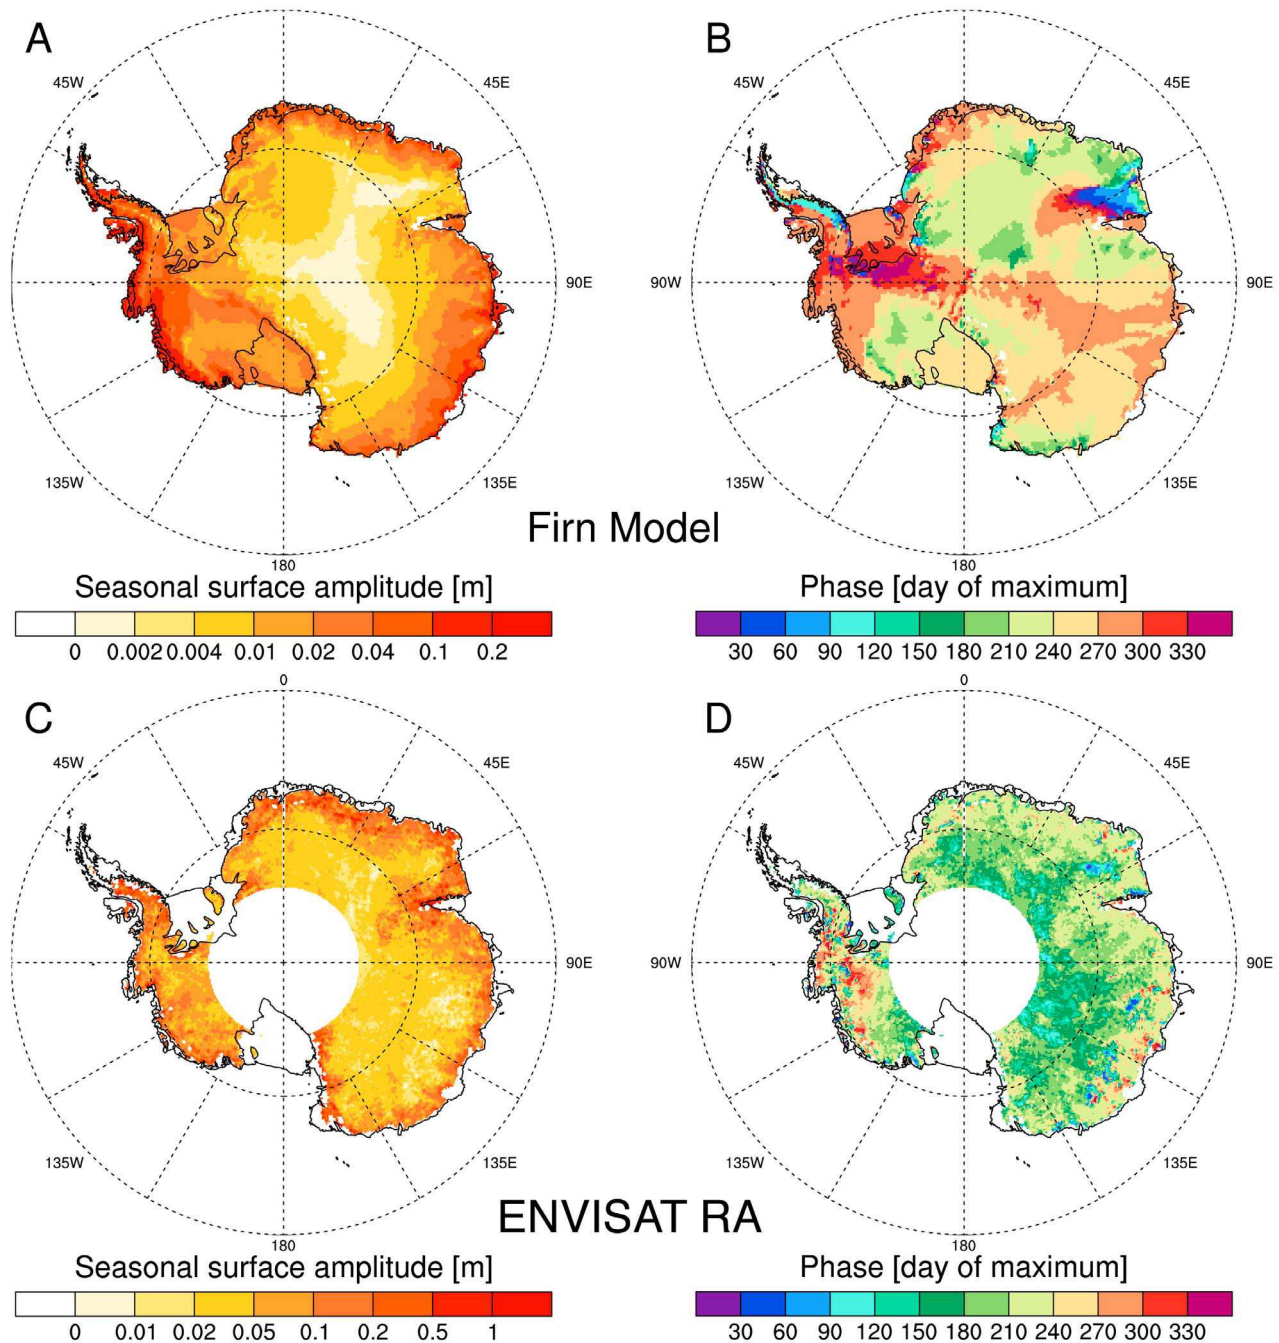 A
B
45W
45E
45W
45E
90E
90W
90E
135W
135E
135W
135E
Firn Model
180
180
Seasonal surface amplitude [m]
Phase [day of maximum]
0 0.002 0.004 0.01 0.02 0.04 0.1 0.2
30 60 90 120 150 180 210 240 270 300 330
0
0
C
D
45W
45E
45W
45E
90E
90W
90E
135W
135E
135W
135E
ENVISAT RA
180
180
Seasonal surface amplitude [m]
Phase [day of maximum]
0 0.01 0.02 0.05 0.1 0.2 0.5 1
30 60 90 120 150 180 210 240 270 300 330